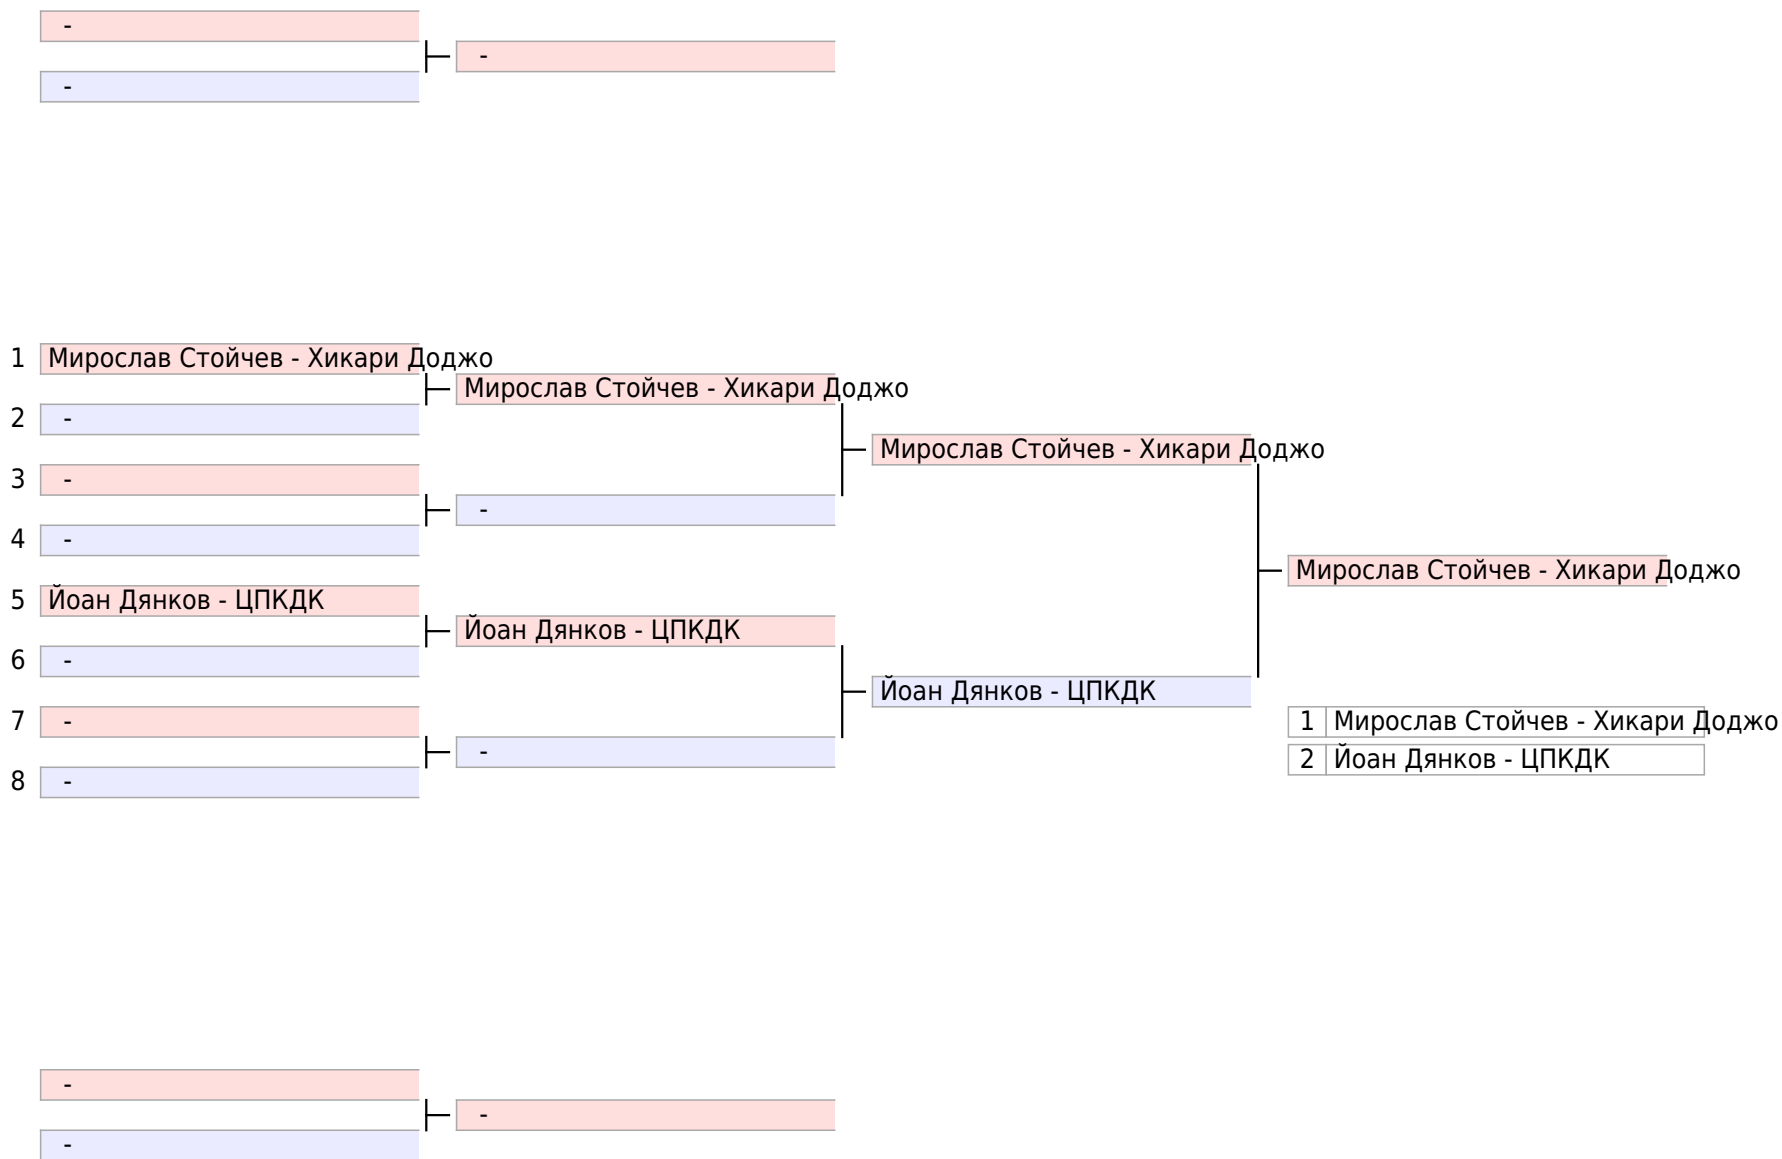 -
-
-
1 Мирослав Стойчев - Хикари Доджо
Мирослав Стойчев - Хикари Доджо
2 -
Мирослав Стойчев - Хикари Доджо
3 -
-
4 -
Мирослав Стойчев - Хикари Доджо
5 Йоан Дянков - ЦПКДК
Йоан Дянков - ЦПКДК
6 -
Йоан Дянков - ЦПКДК
7 -
1 Мирослав Стойчев - Хикари Доджо
-
2 Йоан Дянков - ЦПКДК
8 -
-
-
-